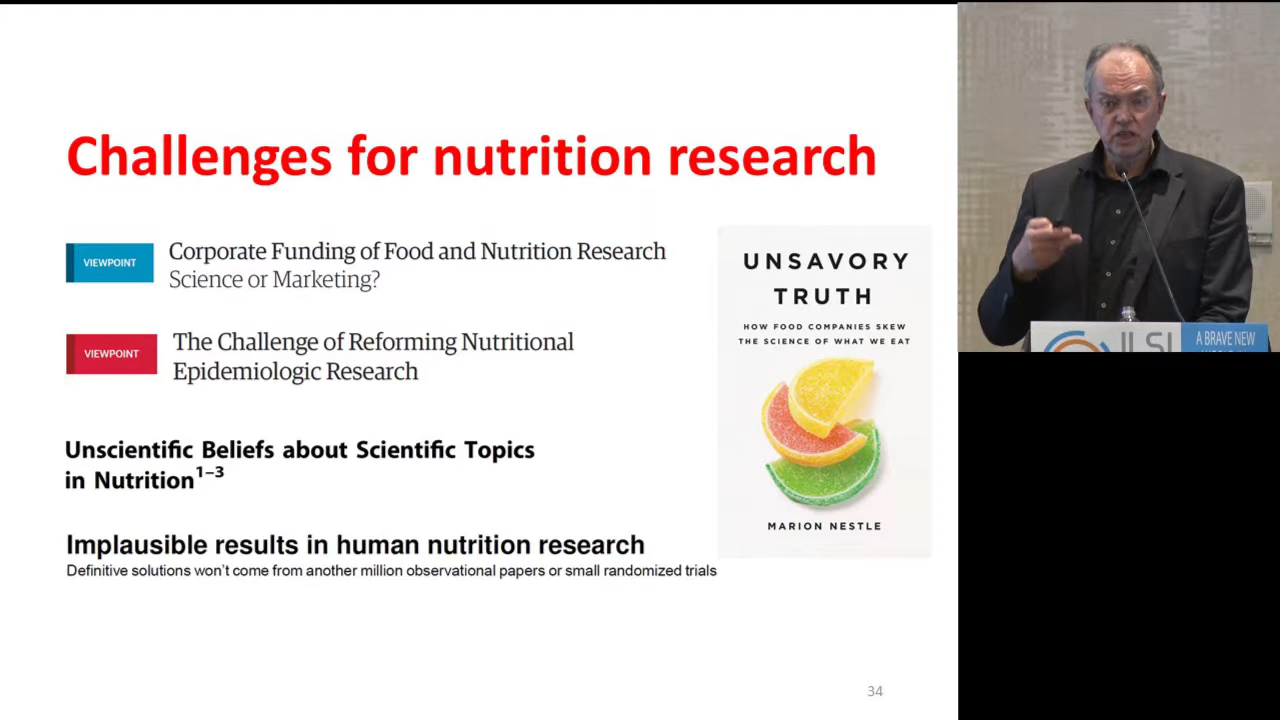 Challenges for nutrition research
VIEWPOINT
Corporate Funding of Food and Nutrition Research
Science or Marketing?
VIEWPOINT
The Challenge of Reforming Nutritional
Epidemiologic Research
Unscientific Beliefs about Scientific Topics
in Nutrition¹⁻³
Implausible results in human nutrition research
Definitive solutions won't come from another million observational papers or small randomized trials
UNSAVORY
TRUTH
HOW FOOD COMPANIES SKEW
THE SCIENCE OF WHAT WE EAT
MARION NESTLE
34
ILSI
A BRAVE NEW